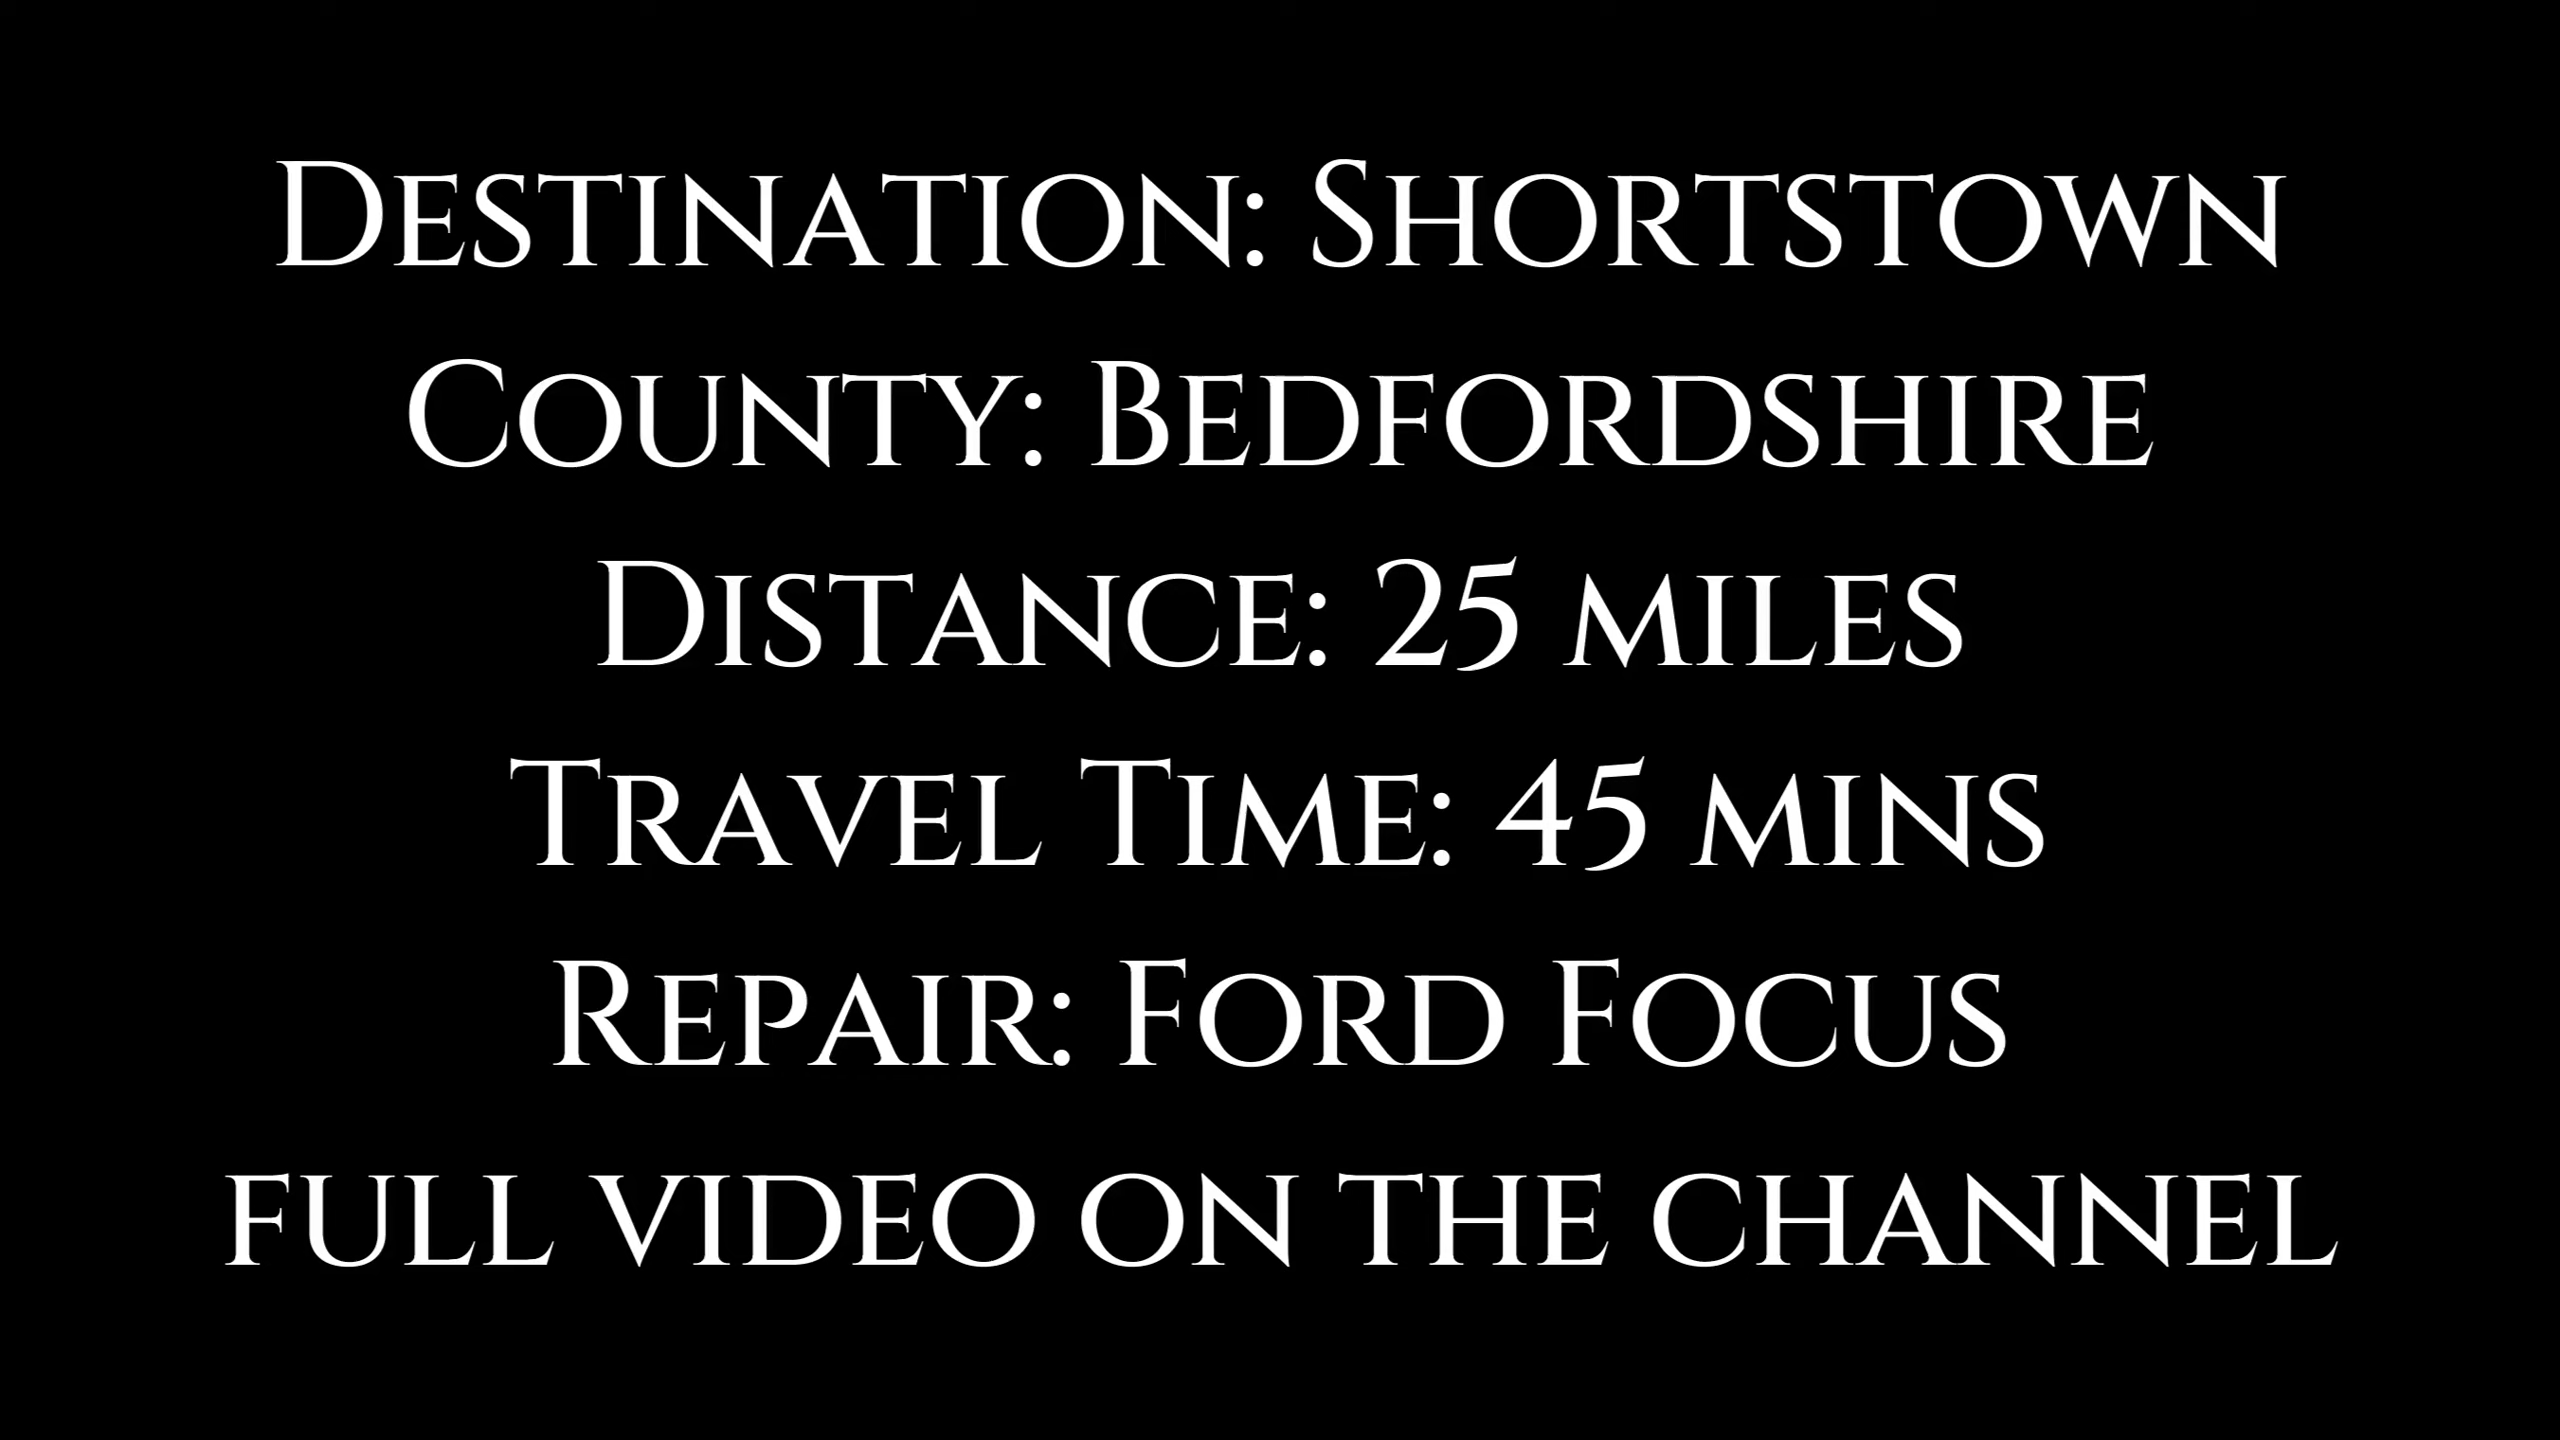 Destination: Shortstown
County: Bedfordshire
Distance: 25 miles
Travel Time: 45 mins
Repair: Ford Focus
full video on the channel